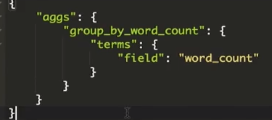 {
"aggs": {
"group_by_word_count": {
"terms": {
"field": "word_count"
}
}
}
}